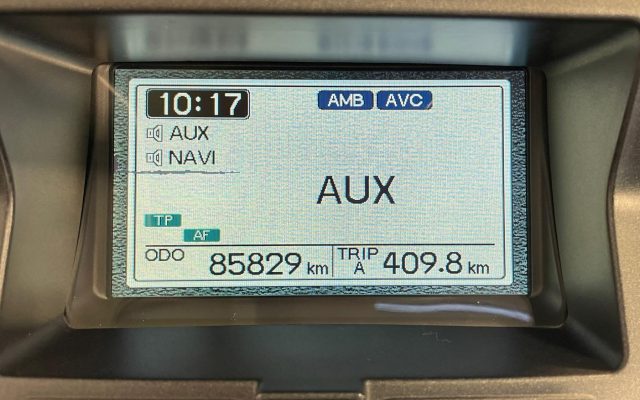 10:17 AMB AVC
AUX
NAVI
AUX
TP
AF
ODO 85829 km TRIP A 409.8 km